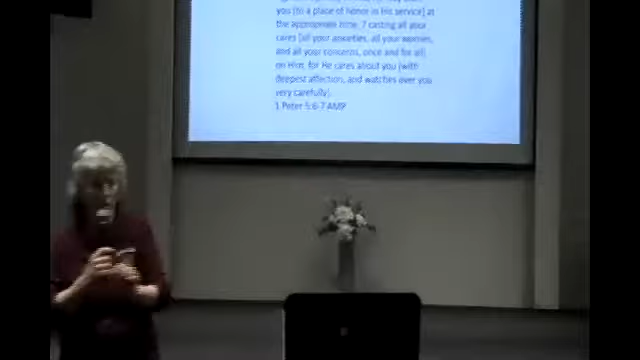 you [to a place of honor in His service] at
the appropriate time, 7 casting all your
cares [all your anxieties, all your worries,
and all your concerns, once and for all]
on Him, for He cares about you [with
deepest affection, and watches over you
very carefully].
1 Peter 5:6-7 AMP